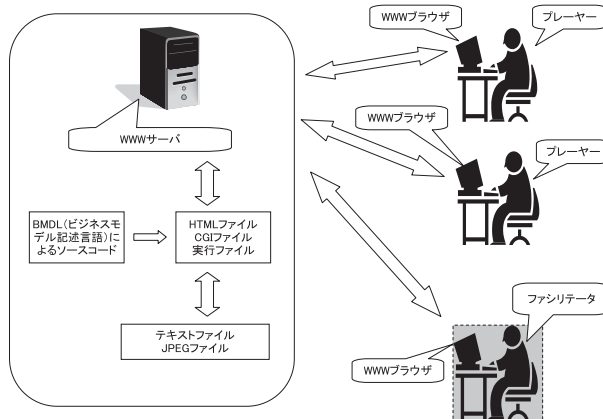 WWWブラウザ
プレーヤー
WWWサーバ
WWWブラウザ
プレーヤー
BMDL(ビジネスモ
デル記述言語)に
よるソースコード
HTMLファイル
CGIファイル
実行ファイル
テキストファイル
JPEGファイル
ファシリテータ
WWWブラウザ